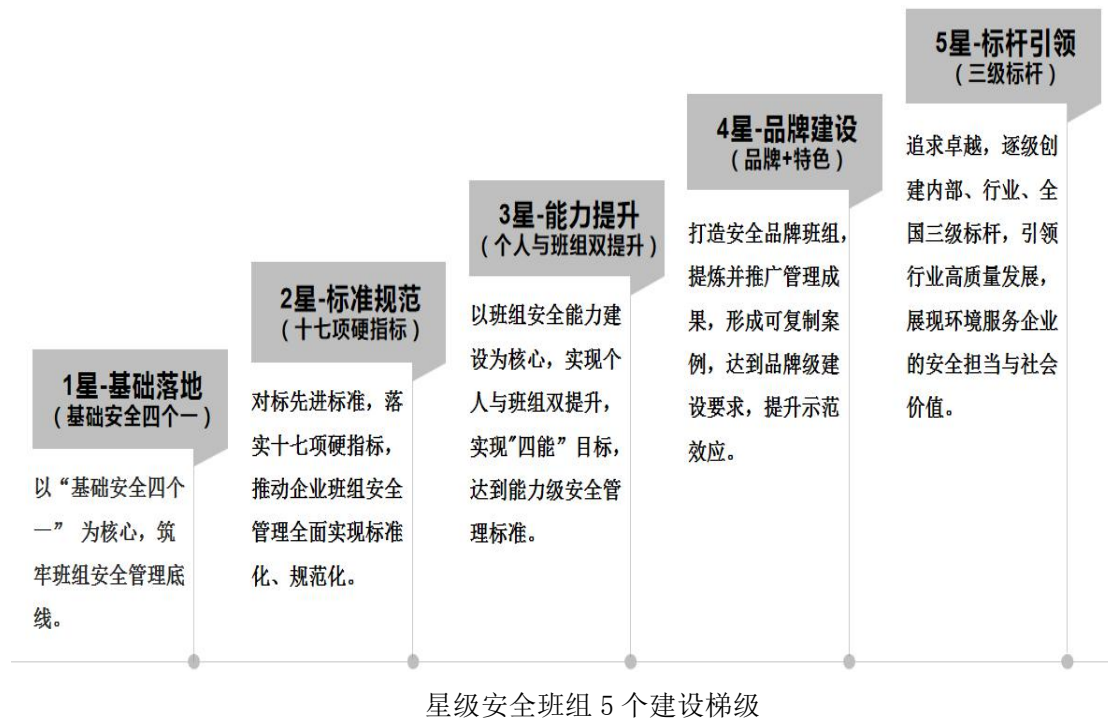 1星-基础落地
（基础安全四个一）
以“基础安全四个
一” 为核心，筑
牢班组安全管理底
线。
2星-标准规范
（十七项硬指标）
对标先进标准，落
实十七项硬指标，
推动企业班组安全
管理全面实现标准
化、规范化。
3星-能力提升
（个人与班组双提升）
以班组安全能力建
设为核心，实现个
人与班组双提升，
实现"四能”目标，
达到能力级安全管
理标准。
4星-品牌建设
（品牌+特色）
打造安全品牌班组，
提炼并推广管理成
果，形成可复制案
例，达到品牌级建
设要求，提升示范
效应。
5星-标杆引领
（三级标杆）
追求卓越，逐级创
建内部、行业、全
国三级标杆，引领
行业高质量发展，
展现环境服务企业
的安全担当与社会
价值。
星级安全班组 5 个建设梯级